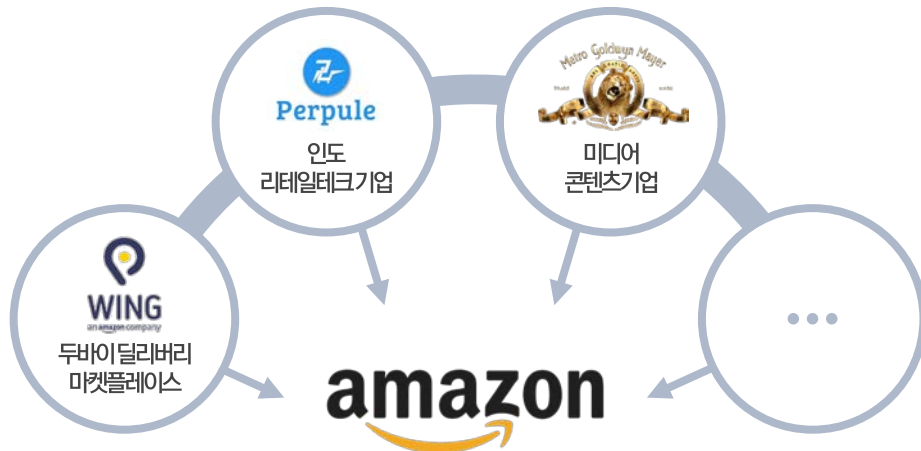 Perpule
인도
리테일테크 기업
Metro Goldwyn Mayer
미디어
콘텐츠기업
WING
an amazon company
두바이 딜리버리
마켓플레이스
...
amazon